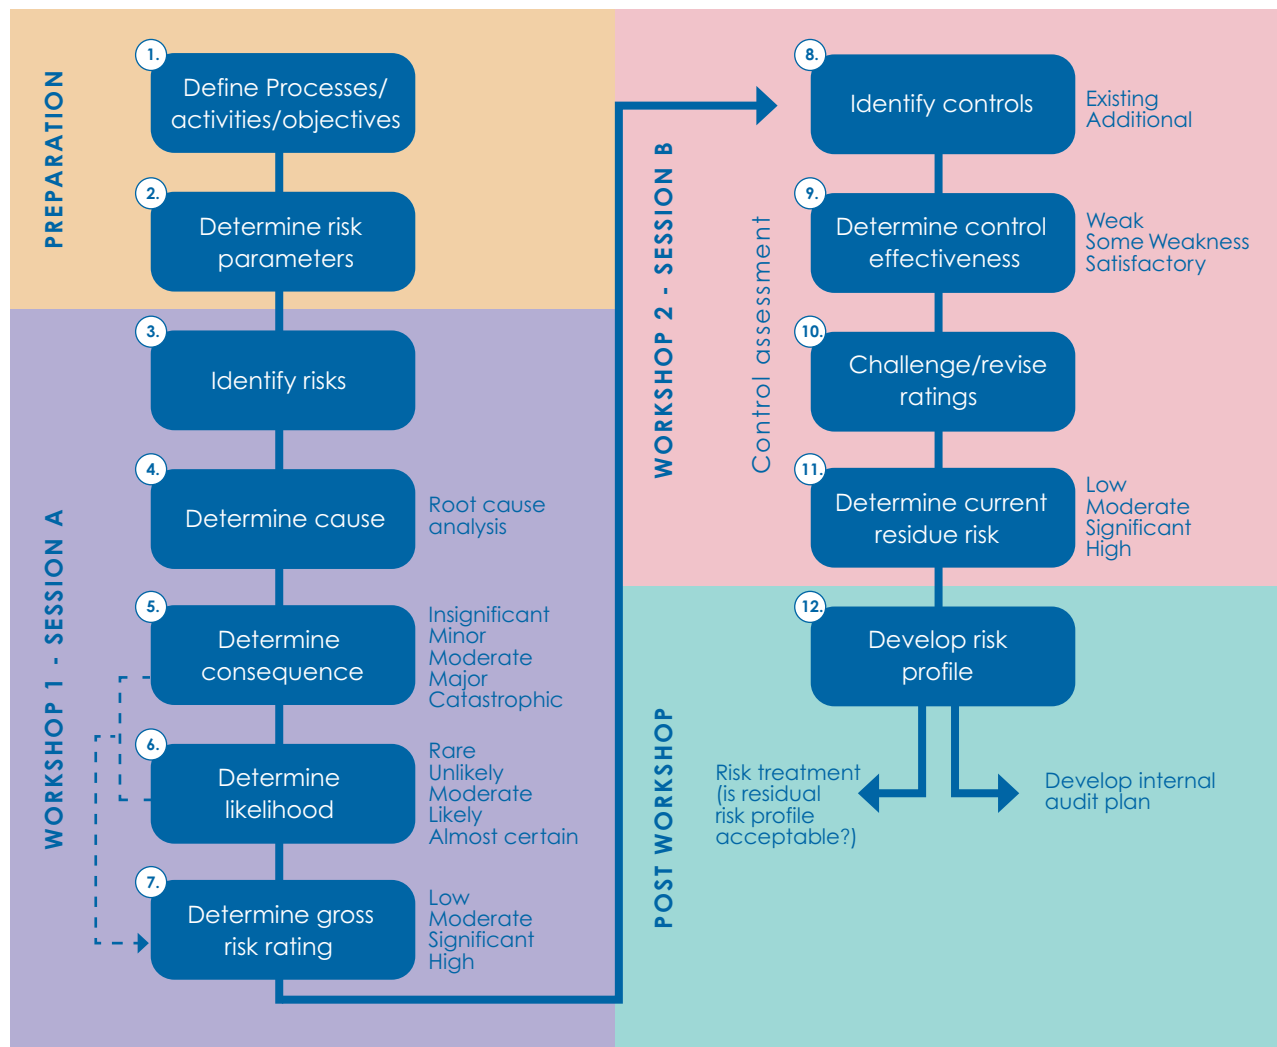 PREPARATION
1.
Define Processes/
activities/objectives
2.
Determine risk
parameters
WORKSHOP 1 - SESSION A
3.
Identify risks
4.
Determine cause
Root cause
analysis
5.
Determine
consequence
Insignificant
Minor
Moderate
Major
Catastrophic
6.
Determine
likelihood
Rare
Unlikely
Moderate
Likely
Almost certain
7.
Determine gross
risk rating
Low
Moderate
Significant
High
WORKSHOP 2 - SESSION B
Control assessment
8.
Identify controls
Existing
Additional
9.
Determine control
effectiveness
Weak
Some Weakness
Satisfactory
10.
Challenge/revise
ratings
11.
Determine current
residue risk
Low
Moderate
Significant
High
POST WORKSHOP
12.
Develop risk
profile
Risk treatment
(is residual
risk profile
acceptable?)
Develop internal
audit plan